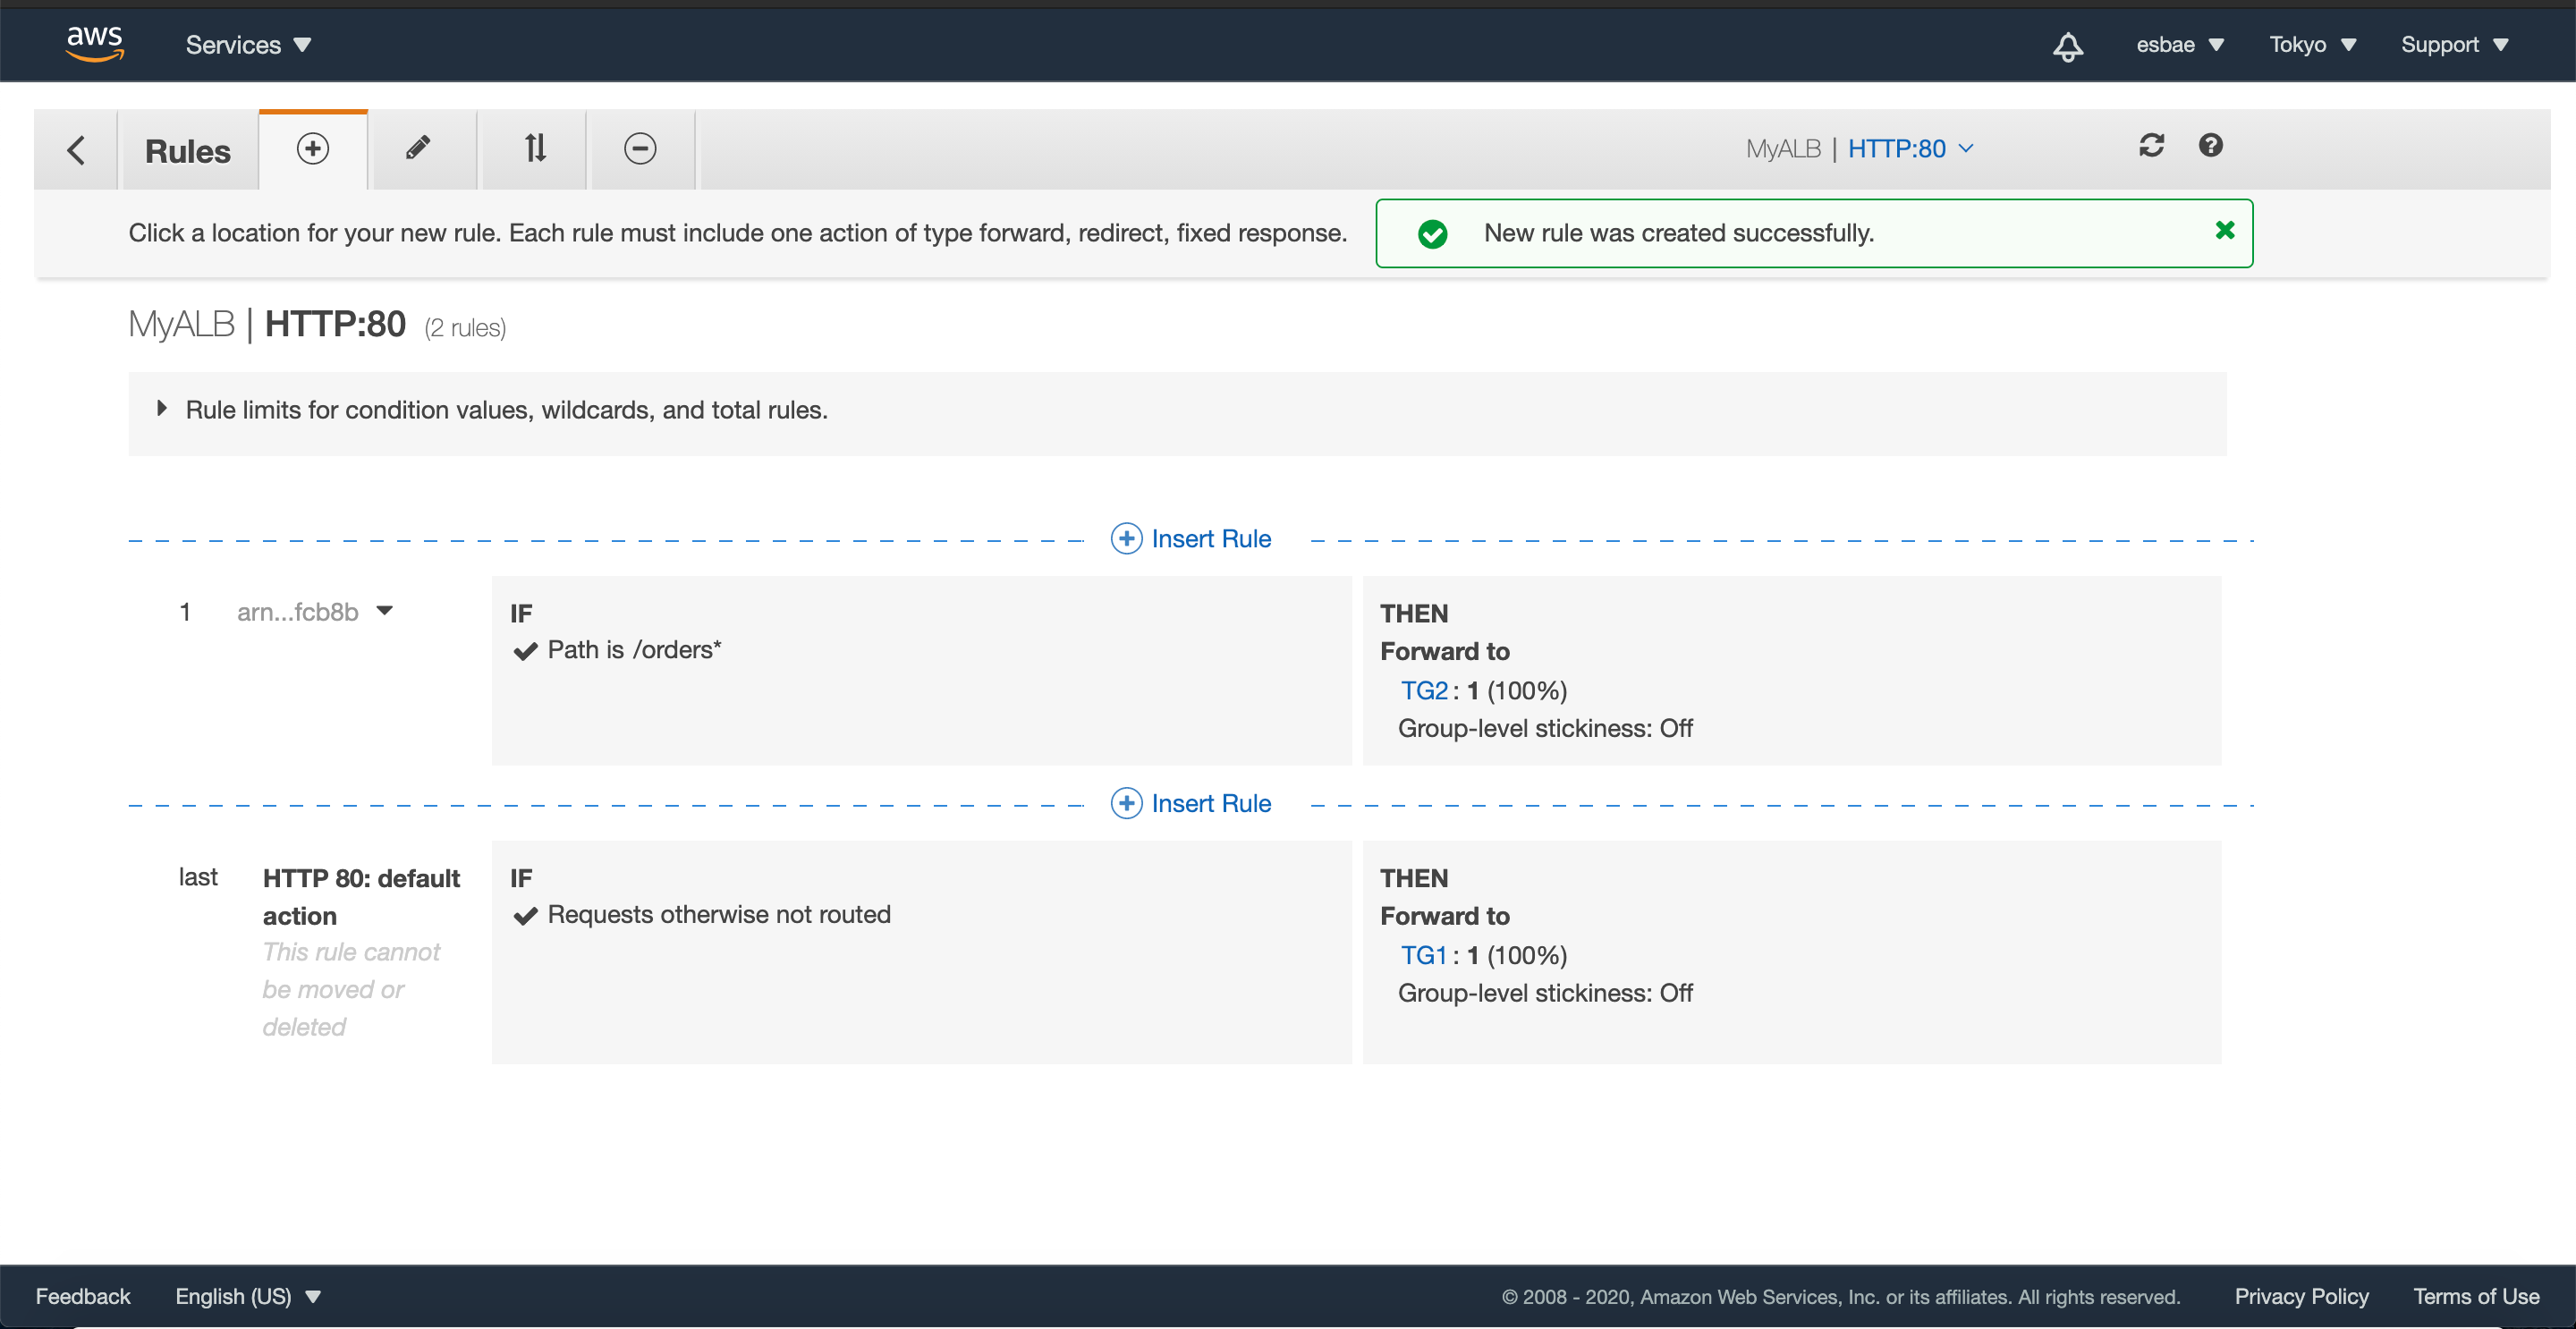 aws
Services
esbae
Tokyo
Support
Rules
MyALB | HTTP:80
Click a location for your new rule. Each rule must include one action of type forward, redirect, fixed response.
New rule was created successfully.
MyALB | HTTP:80 (2 rules)
Rule limits for condition values, wildcards, and total rules.
Insert Rule
1 arn...fcb8b
IF
Path is /orders*
THEN
Forward to
TG2 : 1 (100%)
Group-level stickiness: Off
Insert Rule
last
HTTP 80: default
action
This rule cannot
be moved or
deleted
IF
Requests otherwise not routed
THEN
Forward to
TG1 : 1 (100%)
Group-level stickiness: Off
Feedback
English (US)
© 2008 - 2020, Amazon Web Services, Inc. or its affiliates. All rights reserved.
Privacy Policy
Terms of Use